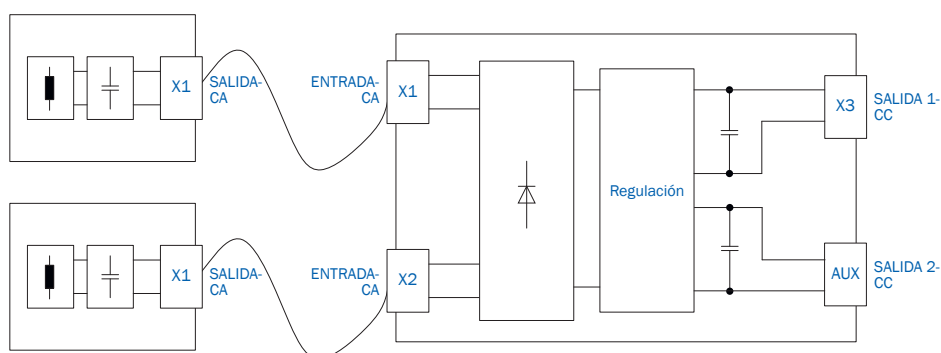 X1
SALIDA-
CA
ENTRADA-
CA
X1
Regulación
X3
SALIDA 1-
CC
X1
SALIDA-
CA
ENTRADA-
CA
X2
AUX
SALIDA 2-
CC